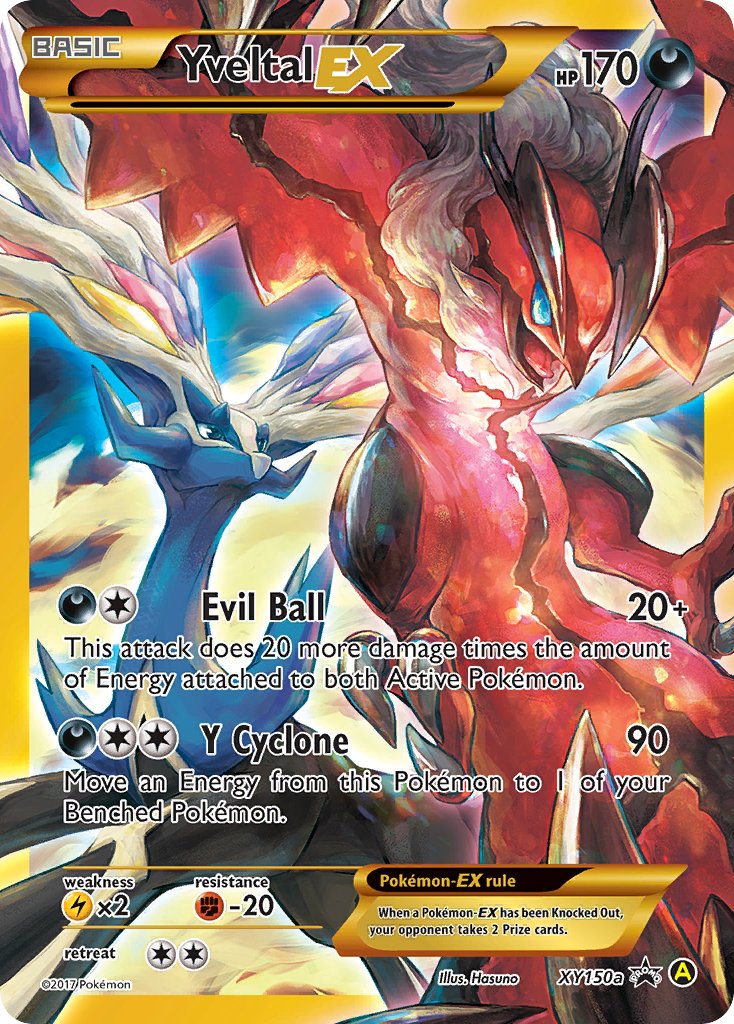 BASIC
Yveltal EX
HP 170
Evil Ball 20+
This attack does 20 more damage times the amount
of Energy attached to both Active Pokémon.
Y Cyclone 90
Move an Energy from this Pokémon to 1 of your
Benched Pokémon.
weakness resistance
×2 -20
retreat
Pokémon-EX rule
When a Pokémon-EX has been Knocked Out,
your opponent takes 2 Prize cards.
©2017 Pokémon
Illus. Hasuno
XY150a PROMO A